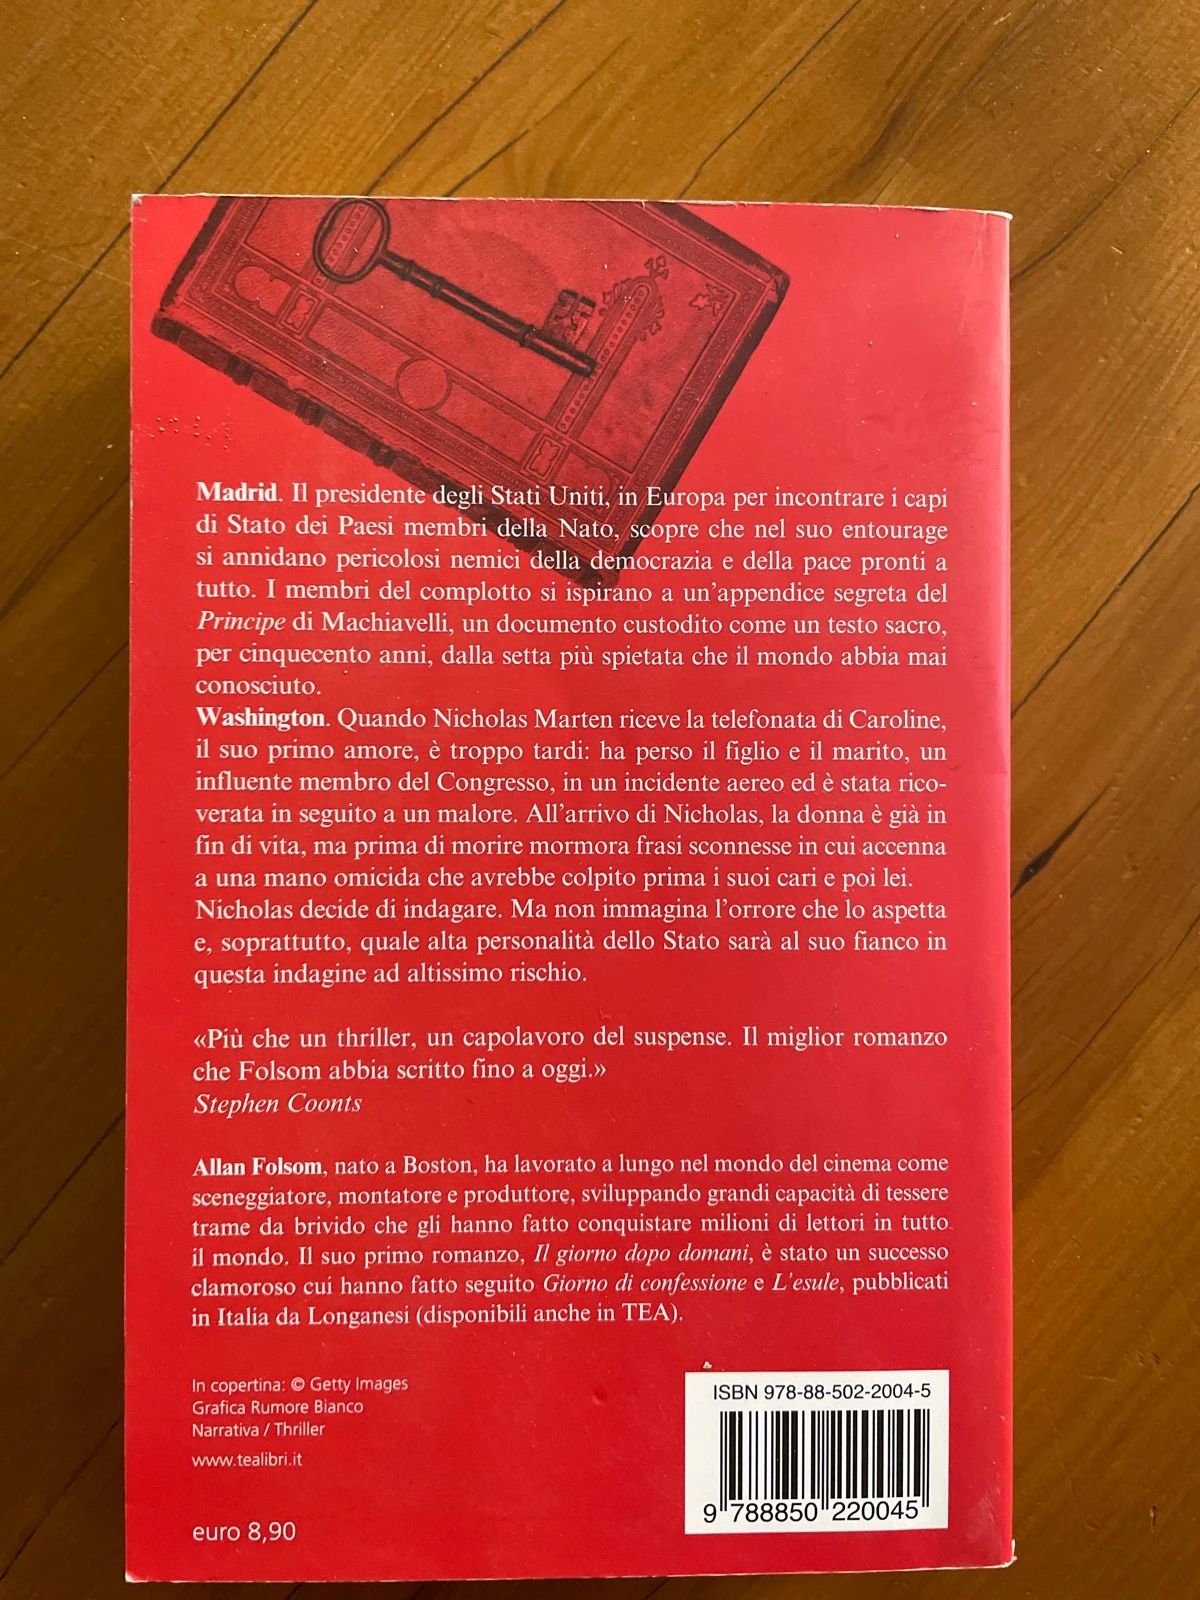 Madrid. Il presidente degli Stati Uniti, in Europa per incontrare i capi
di Stato dei Paesi membri della Nato, scopre che nel suo entourage
si annidano pericolosi nemici della democrazia e della pace pronti a
tutto. I membri del complotto si ispirano a un'appendice segreta del
Principe di Machiavelli, un documento custodito come un testo sacro,
per cinquecento anni, dalla setta più spietata che il mondo abbia mai
conosciuto.
Washington. Quando Nicholas Marten riceve la telefonata di Caroline,
il suo primo amore, è troppo tardi: ha perso il figlio e il marito, un
influente membro del Congresso, in un incidente aereo ed è stata rico-
verata in seguito a un malore. All'arrivo di Nicholas, la donna è già in
fin di vita, ma prima di morire mormora frasi sconnesse in cui accenna
a una mano omicida che avrebbe colpito prima i suoi cari e poi lei.
Nicholas decide di indagare. Ma non immagina l'orrore che lo aspetta
e, soprattutto, quale alta personalità dello Stato sarà al suo fianco in
questa indagine ad altissimo rischio.
«Più che un thriller, un capolavoro del suspense. Il miglior romanzo
che Folsom abbia scritto fino a oggi.»
Stephen Coonts
Allan Folsom, nato a Boston, ha lavorato a lungo nel mondo del cinema come
sceneggiatore, montatore e produttore, sviluppando grandi capacità di tessere
trame da brivido che gli hanno fatto conquistare milioni di lettori in tutto
il mondo. Il suo primo romanzo, Il giorno dopo domani, è stato un successo
clamoroso cui hanno fatto seguito Giorno di confessione e L'esule, pubblicati
in Italia da Longanesi (disponibili anche in TEA).
In copertina: © Getty Images
Grafica Rumore Bianco
Narrativa / Thriller
www.tealibri.it
euro 8,90
ISBN 978-88-502-2004-5
9 788850 220045